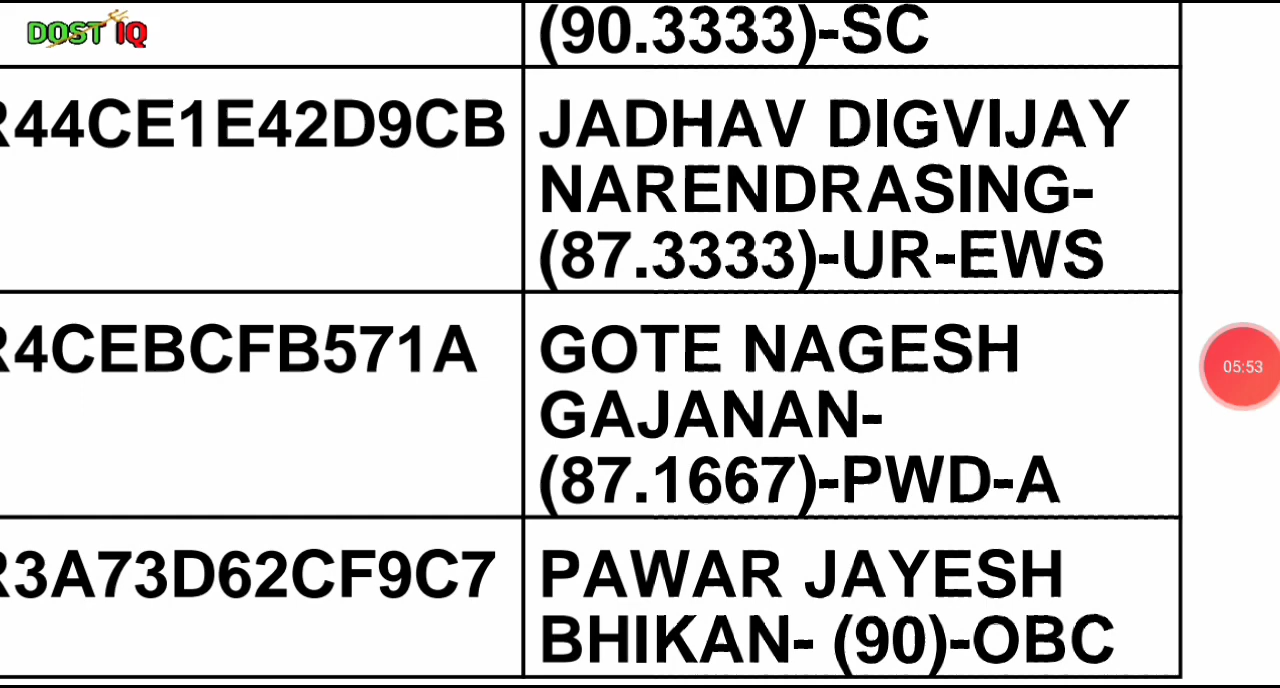 DOST IQ
(90.3333)-SC
R44CE1E42D9CB
JADHAV DIGVIJAY
NARENDRASING-
(87.3333)-UR-EWS
R4CEBCFB571A
GOTE NAGESH
GAJANAN-
(87.1667)-PWD-A
05:53
R3A73D62CF9C7
PAWAR JAYESH
BHIKAN- (90)-OBC